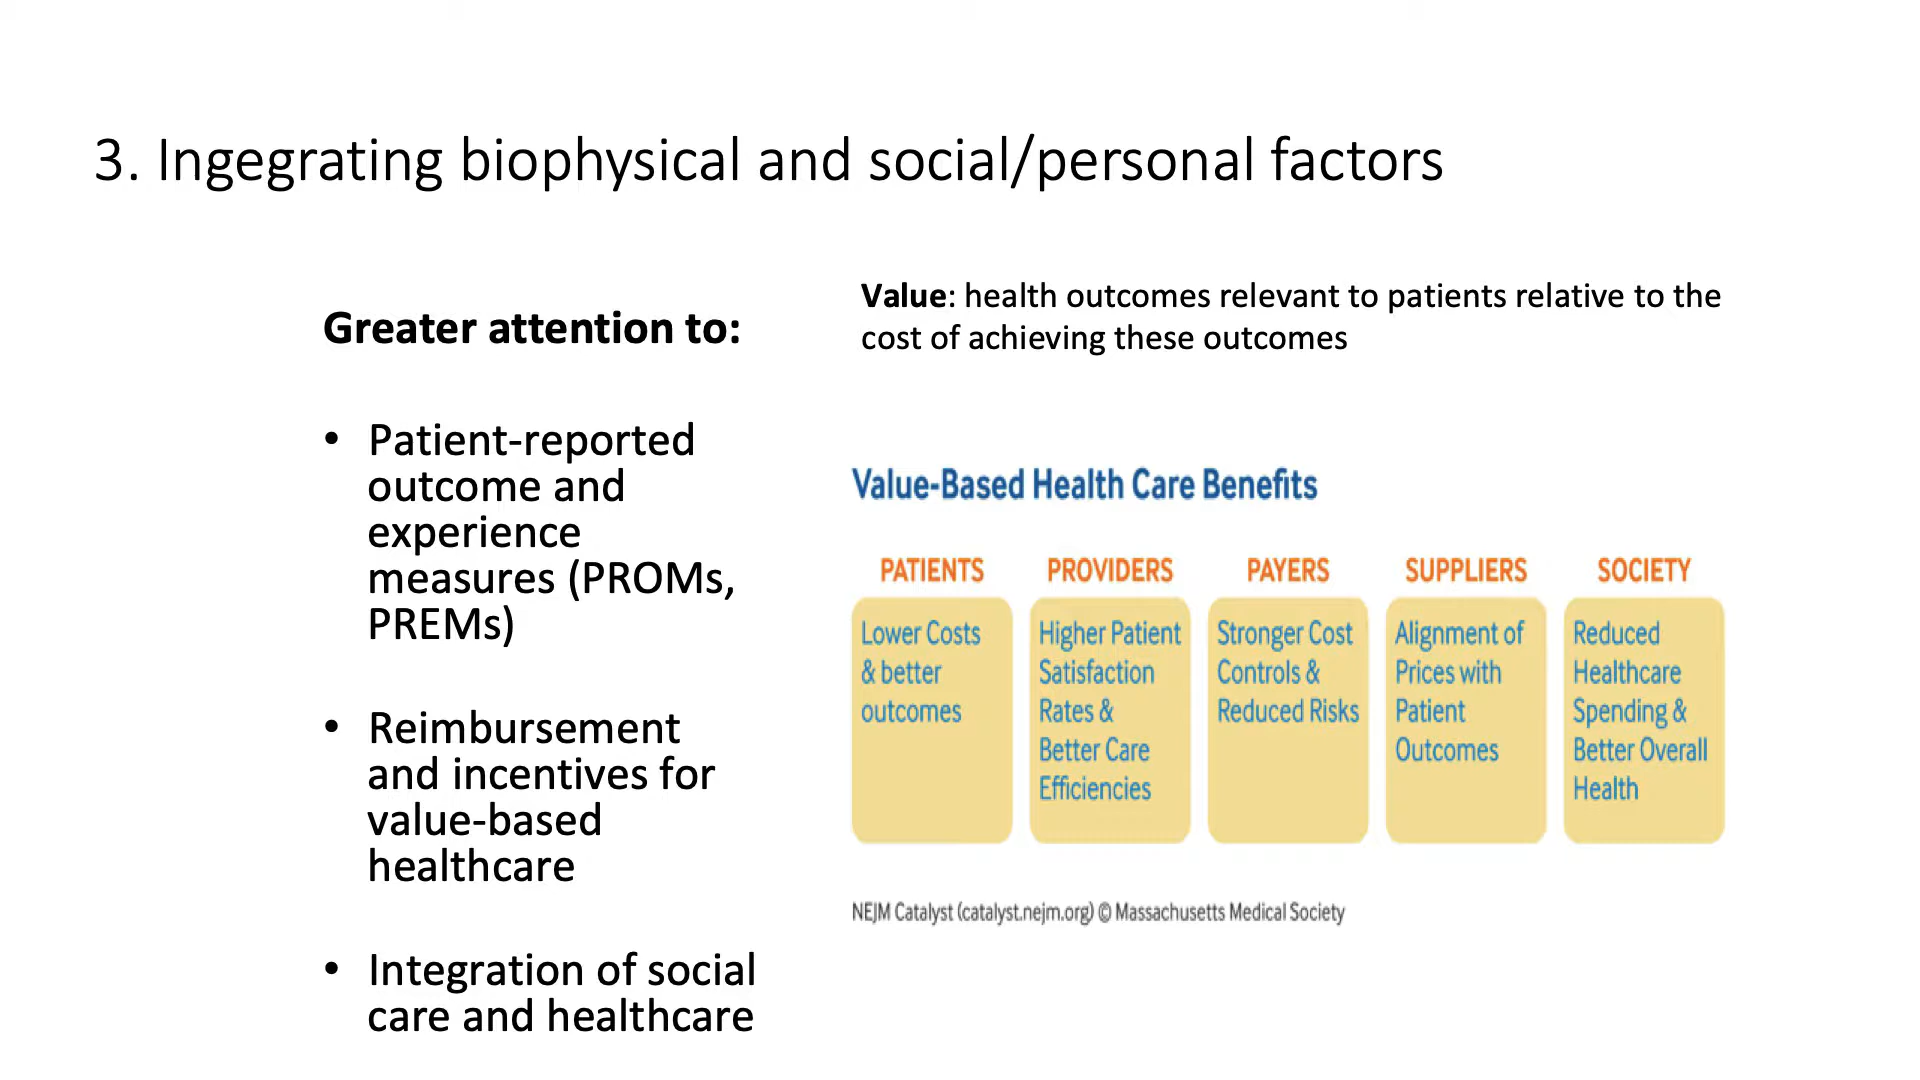 3. Ingegrating biophysical and social/personal factors
Greater attention to:
• Patient-reported
outcome and
experience
measures (PROMs,
PREMs)
• Reimbursement
and incentives for
value-based
healthcare
• Integration of social
care and healthcare
Value: health outcomes relevant to patients relative to the
cost of achieving these outcomes
Value-Based Health Care Benefits
PATIENTS
Lower Costs
& better
outcomes
PROVIDERS
Higher Patient
Satisfaction
Rates &
Better Care
Efficiencies
PAYERS
Stronger Cost
Controls &
Reduced Risks
SUPPLIERS
Alignment of
Prices with
Patient
Outcomes
SOCIETY
Reduced
Healthcare
Spending &
Better Overall
Health
NEJM Catalyst (catalyst.nejm.org) © Massachusetts Medical Society